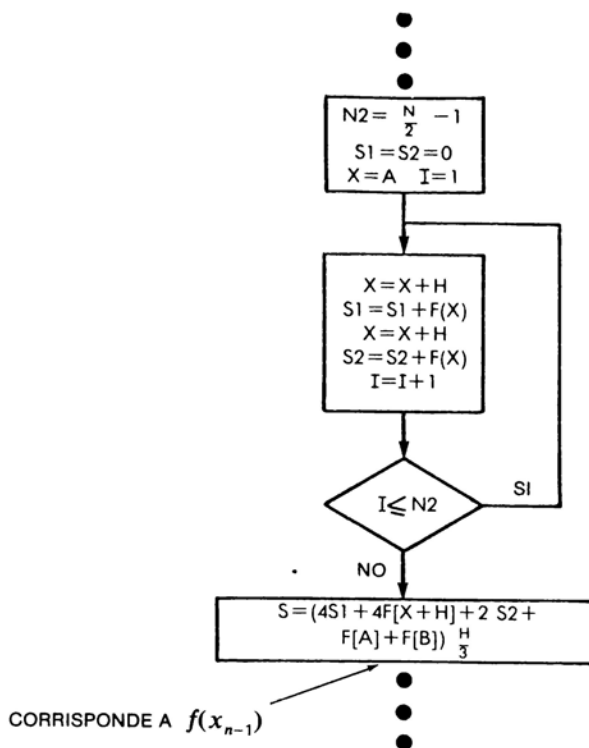 N2= N/2 −1
S1=S2=0
X=A I=1
X=X+H
S1=S1+F(X)
X=X+H
S2=S2+F(X)
I=I+1
I≦N2
SI
NO
S=(4S1+4F[X+H]+2 S2+
F[A]+F[B]) H/3
CORRISPONDE A f(xₙ₋₁)